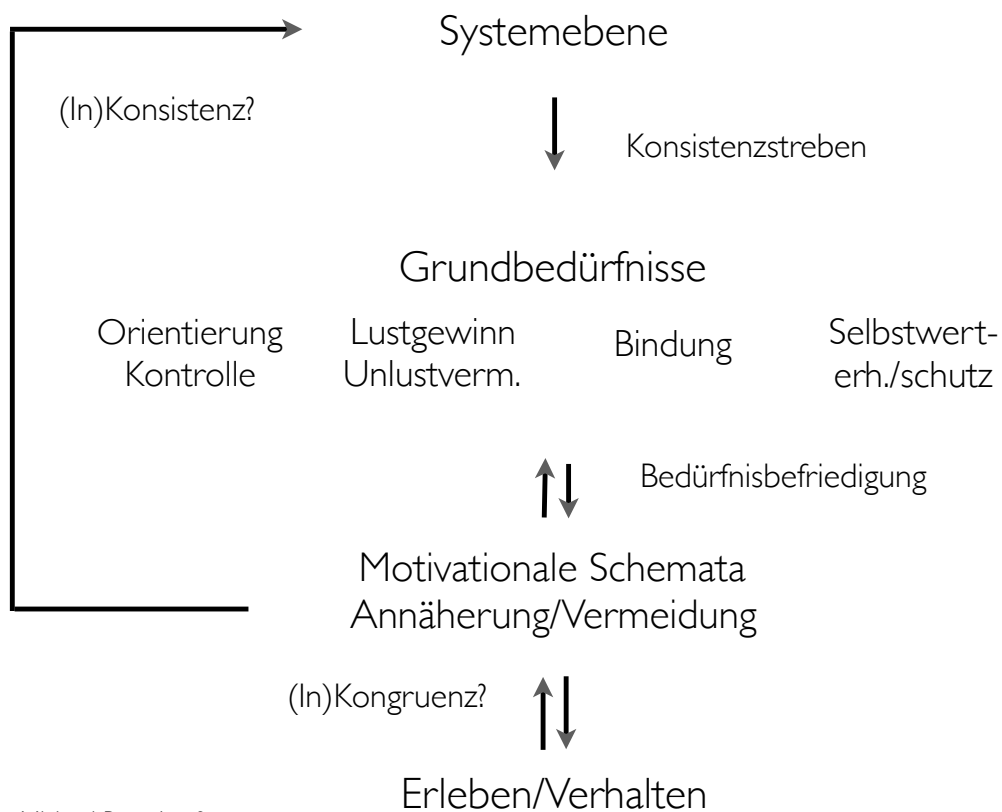 Systemebene
(In)Konsistenz?
Konsistenzstreben
Grundbedürfnisse
Orientierung
Kontrolle
Lustgewinn
Unlustverm.
Bindung
Selbstwert-
erh./schutz
Bedürfnisbefriedigung
Motivationale Schemata
Annäherung/Vermeidung
(In)Kongruenz?
Erleben/Verhalten